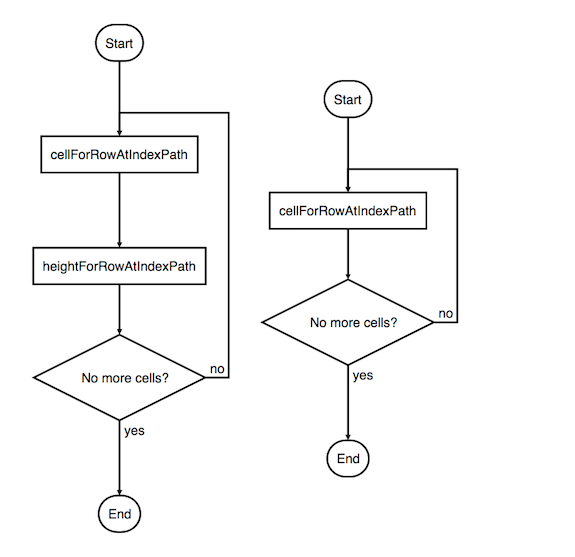 Start
cellForRowAtIndexPath
heightForRowAtIndexPath
No more cells?
no
yes
End
Start
cellForRowAtIndexPath
No more cells?
no
yes
End